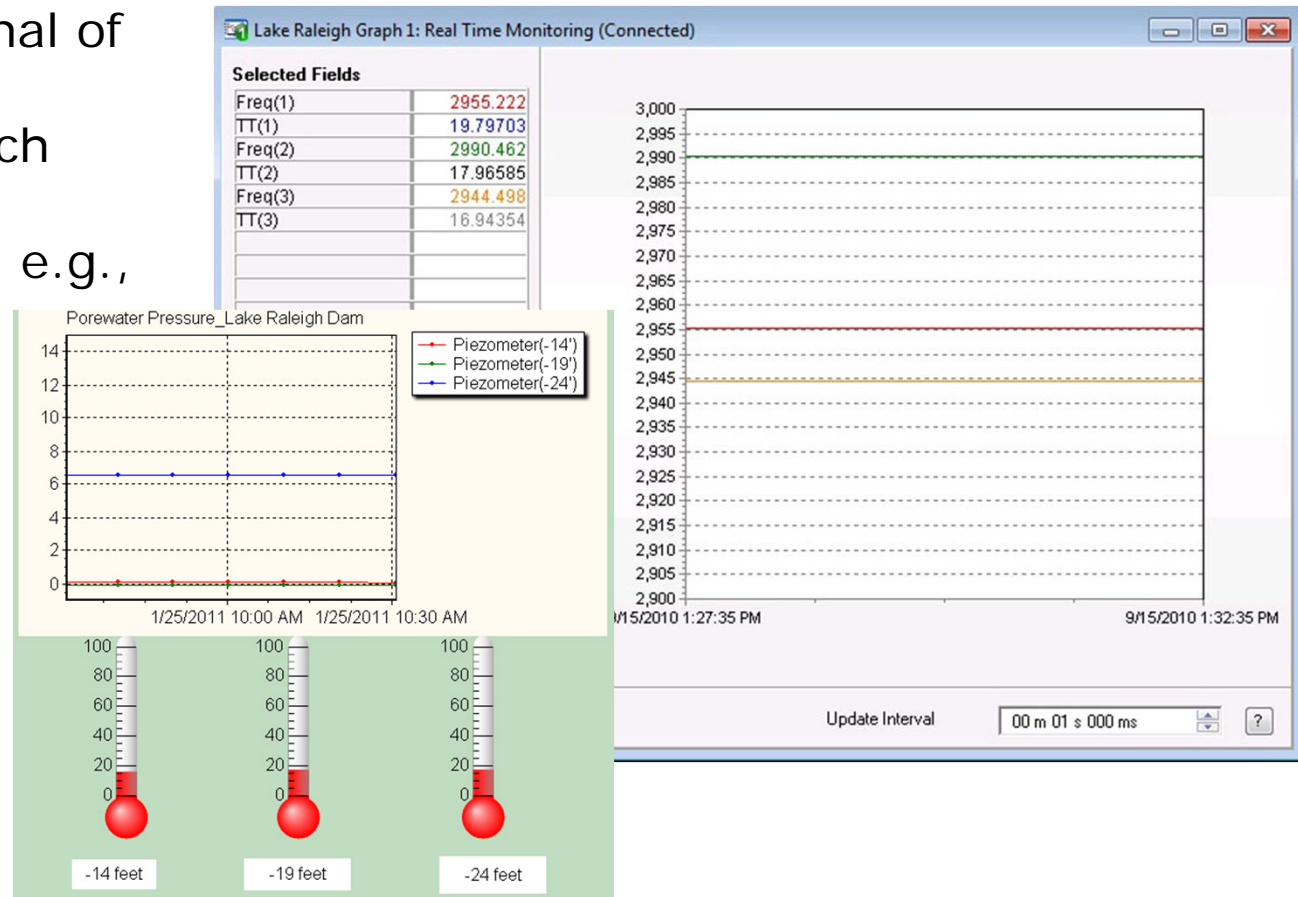 nal of
ch
e.g.,
Lake Raleigh Graph 1: Real Time Monitoring (Connected)
Selected Fields
Freq(1) 2955.222
TT(1) 19.79703
Freq(2) 2990.462
TT(2) 17.96585
Freq(3) 2944.498
TT(3) 16.94354
3,000
2,995
2,990
2,985
2,980
2,975
2,970
2,965
2,960
2,955
2,950
2,945
2,940
2,935
2,930
2,925
2,920
2,915
2,910
2,905
2,900
/15/2010 1:27:35 PM 9/15/2010 1:32:35 PM
Update Interval 00 m 01 s 000 ms ?
Porewater Pressure_Lake Raleigh Dam
Piezometer(-14')
Piezometer(-19')
Piezometer(-24')
14
12
10
8
6
4
2
0
1/25/2011 10:00 AM 1/25/2011 10:30 AM
100 100 100
80 80 80
60 60 60
40 40 40
20 20 20
0 0 0
-14 feet -19 feet -24 feet